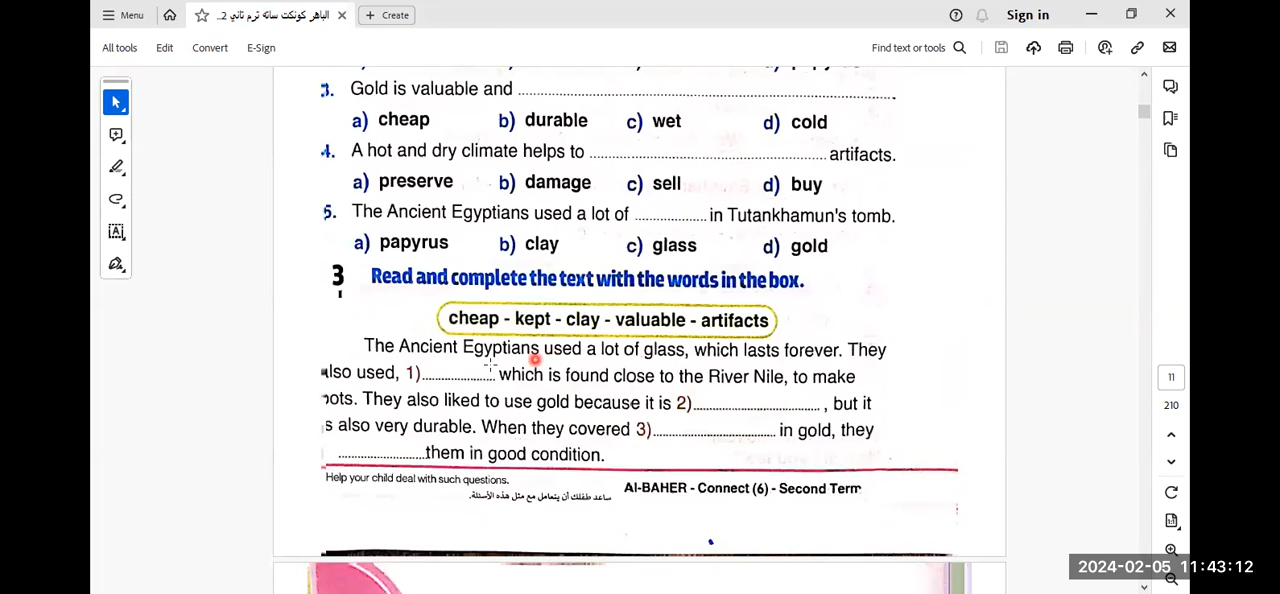 Menu
الباهر كونكت ساته ترم تاني 2...
Create
Sign in
All tools
Edit
Convert
E-Sign
Find text or tools
3. Gold is valuable and
a) cheap b) durable c) wet d) cold
4. A hot and dry climate helps to artifacts.
a) preserve b) damage c) sell d) buy
5. The Ancient Egyptians used a lot of in Tutankhamun's tomb.
a) papyrus b) clay c) glass d) gold
3 Read and complete the text with the words in the box.
cheap - kept - clay - valuable - artifacts
The Ancient Egyptians used a lot of glass, which lasts forever. They
also used, 1) which is found close to the River Nile, to make
pots. They also liked to use gold because it is 2) , but it
s also very durable. When they covered 3) in gold, they
them in good condition.
Help your child deal with such questions.
ساعد طفلك أن يتعامل مع مثل هذه الأسئلة.
Al-BAHER - Connect (6) - Second Term
11
210
2024-02-05 11:43:12